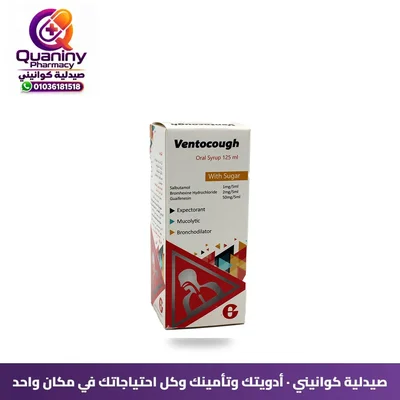 Quaniny
Pharmacy
صيدلية كوانيني
01036181518
Ventocough
Oral Syrup 125 ml
With Sugar
Salbutamol 1mg/5ml
Bromhexine Hydrochloride 2mg/5ml
Guaifenesin 50mg/5ml
Expectorant
Mucolytic
Bronchodilator
صيدلية كوانيني - أدويتك وتأمينك وكل احتياجاتك في مكان واحد